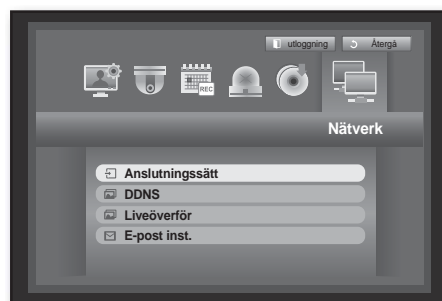 utloggning Återgå
REC
Nätverk
Anslutningssätt
DDNS
Liveöverför
E-post inst.